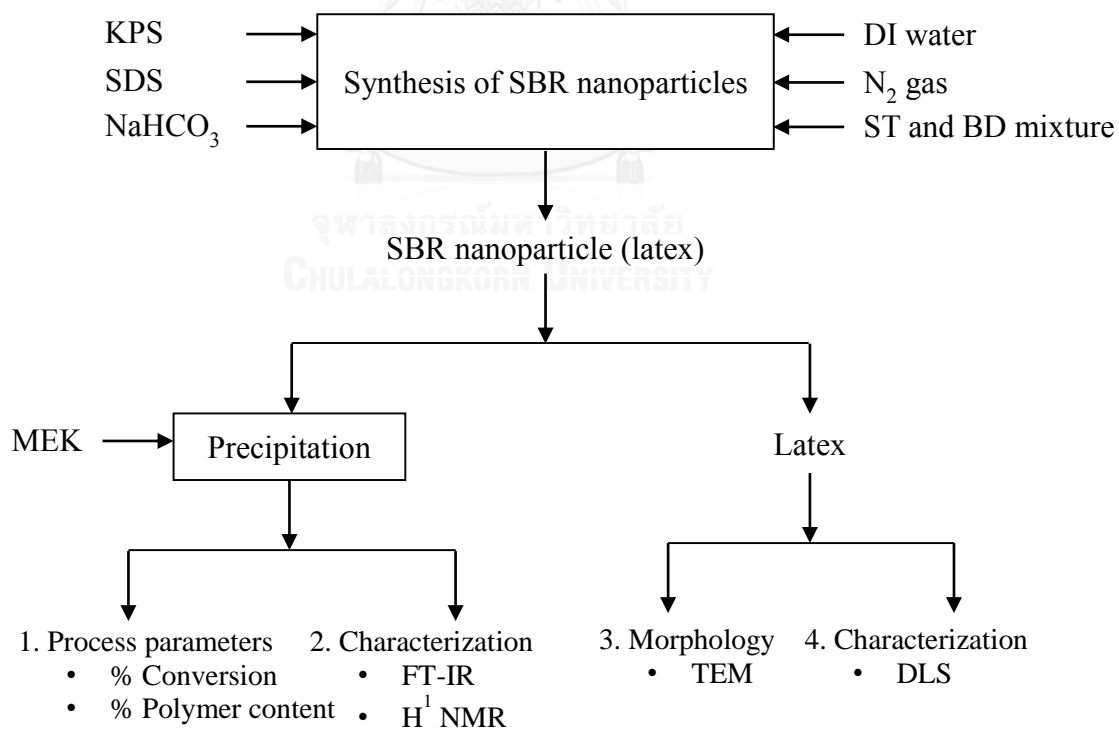 KPS
SDS
NaHCO3
Synthesis of SBR nanoparticles
DI water
N2 gas
ST and BD mixture
จุฬาลงกรณ์มหาวิทยาลัย
CHULALONGKORN UNIVERSITY
SBR nanoparticle (latex)
MEK
Precipitation
Latex
1. Process parameters
• % Conversion
• % Polymer content
2. Characterization
• FT-IR
• H1 NMR
3. Morphology
• TEM
4. Characterization
• DLS